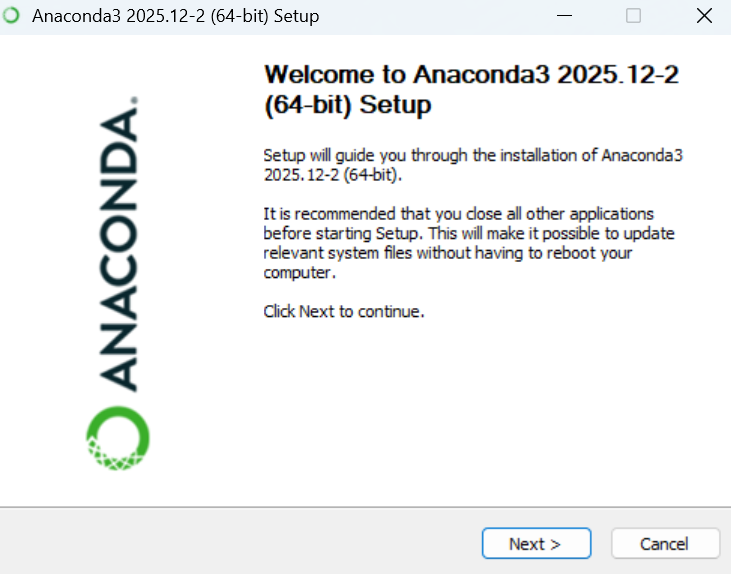 Anaconda3 2025.12-2 (64-bit) Setup
ANACONDA.
Welcome to Anaconda3 2025.12-2
(64-bit) Setup
Setup will guide you through the installation of Anaconda3
2025.12-2 (64-bit).
It is recommended that you close all other applications
before starting Setup. This will make it possible to update
relevant system files without having to reboot your
computer.
Click Next to continue.
Next >
Cancel